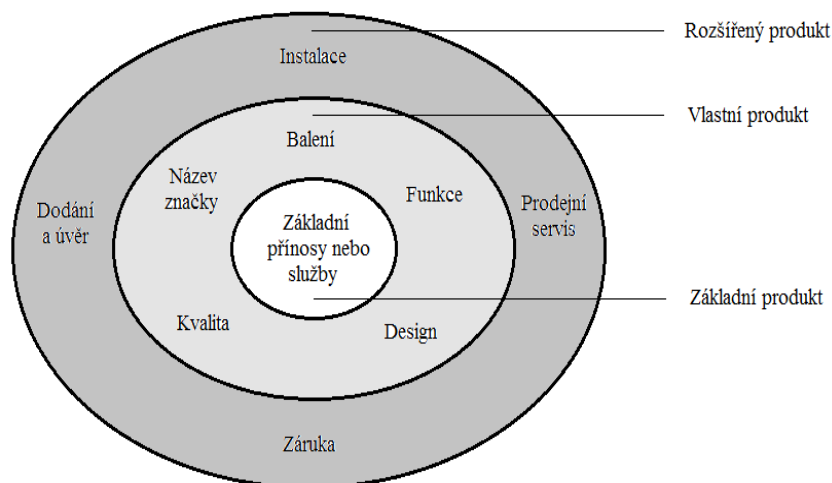 Rozšířený produkt
Instalace
Vlastní produkt
Balení
Název
značky
Funkce
Dodání
a úvěr
Prodejní
servis
Základní
přínosy nebo
služby
Základní produkt
Kvalita
Design
Záruka